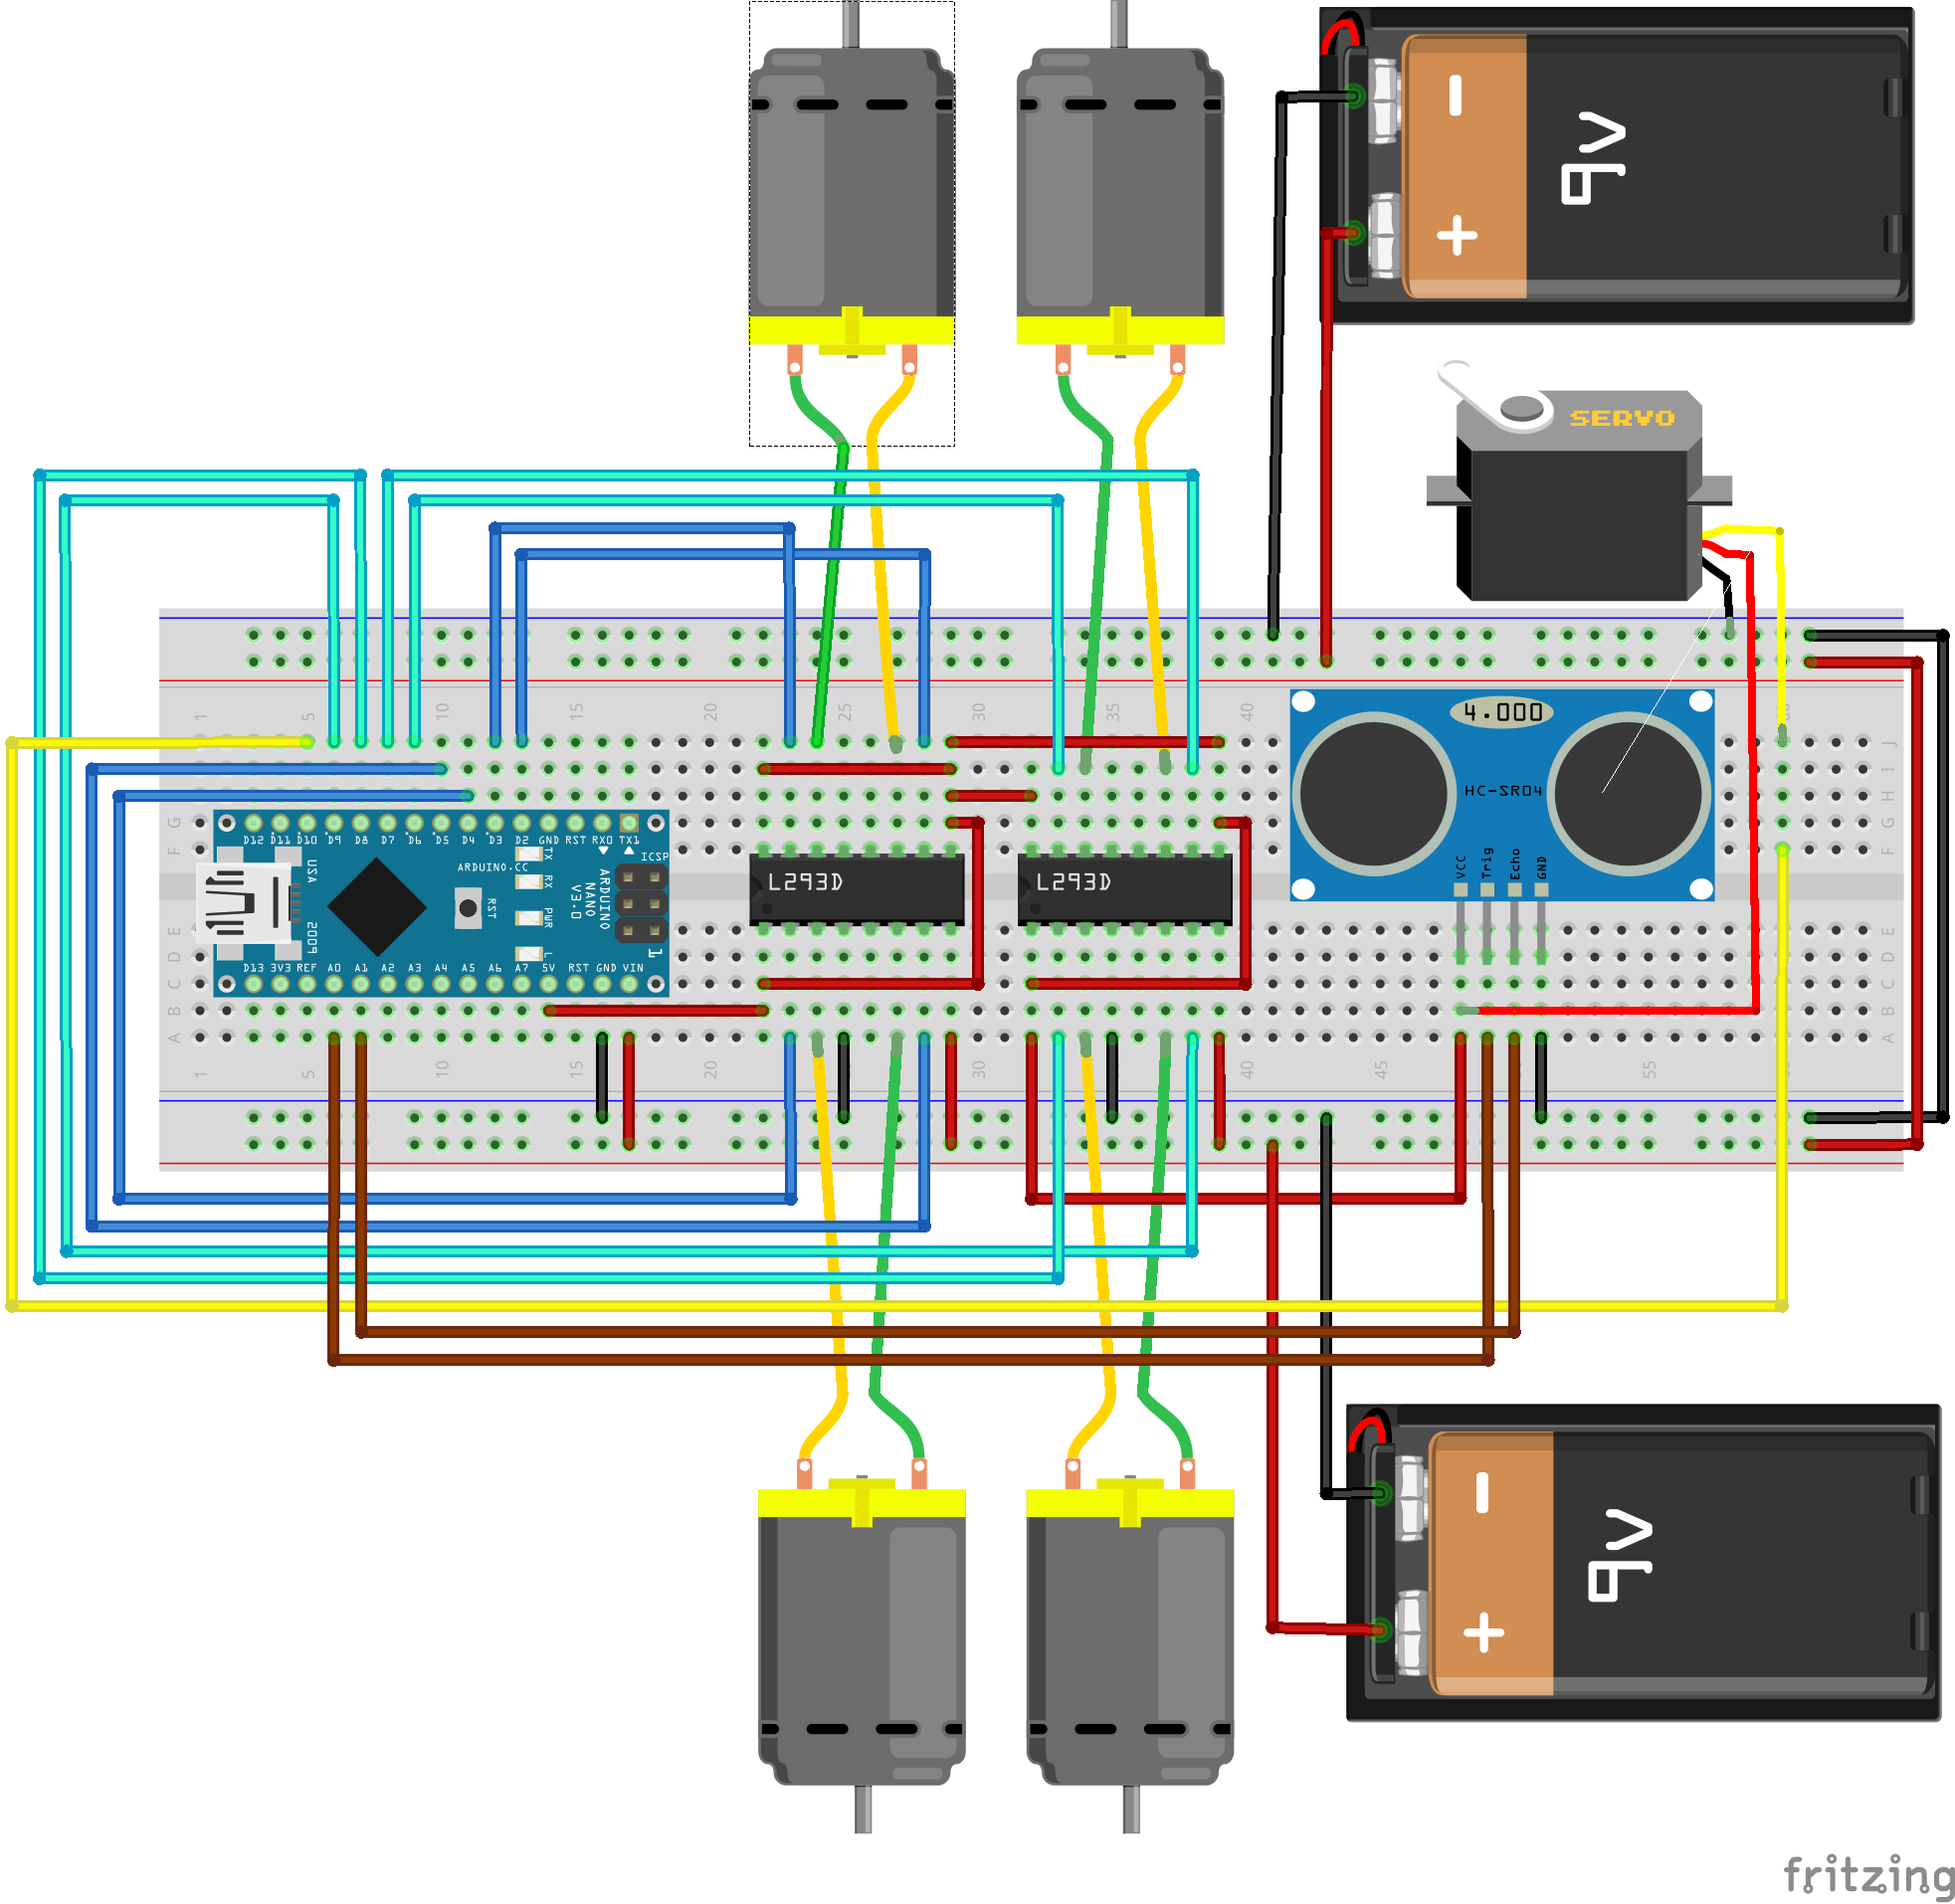 9V
-
+
SERVO
1 5 10 15 20 25 30 35 40
4.000
HC-SR04
VCC Trig Echo GND
J
I
H
G
F
D12 D11 D10 D9 D8 D7 D6 D5 D4 D3 D2 GND RST RX0 TX1
ARDUINO.CC
ICSP
TX
RX
PWR
L
RST
ARDUINO
NANO
V3.0
USA
2009
1
L293D
L293D
D13 3V3 REF A0 A1 A2 A3 A4 A5 A6 A7 5V RST GND VIN
E
D
C
B
A
1 5 10 15 20 25 30 35 40 45 55
9V
-
+
fritzing